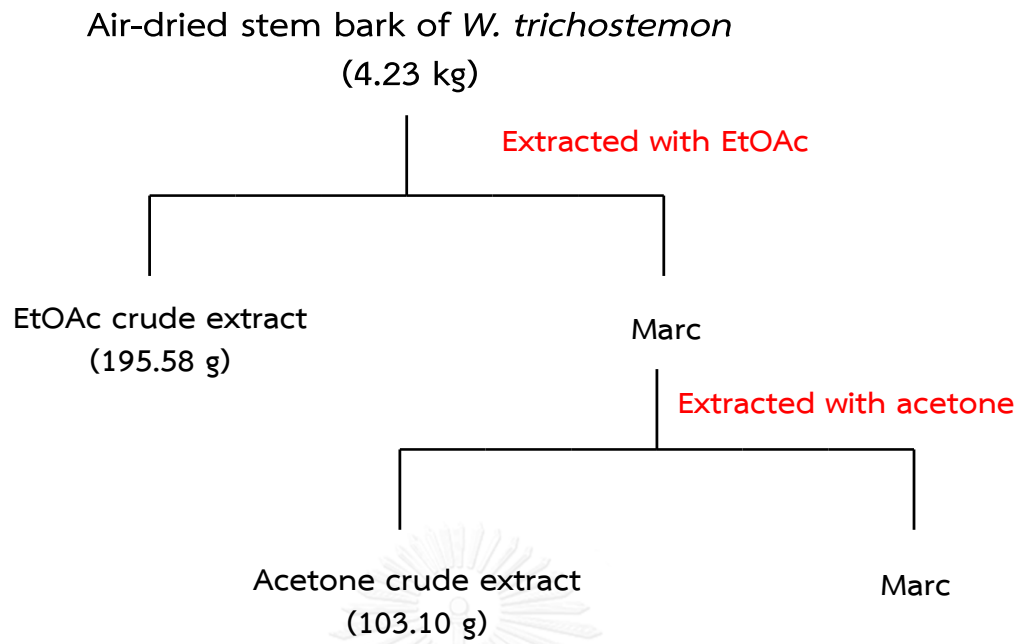 Air-dried stem bark of W. trichostemon
(4.23 kg)
Extracted with EtOAc
EtOAc crude extract
(195.58 g)
Marc
Extracted with acetone
Acetone crude extract
(103.10 g)
Marc